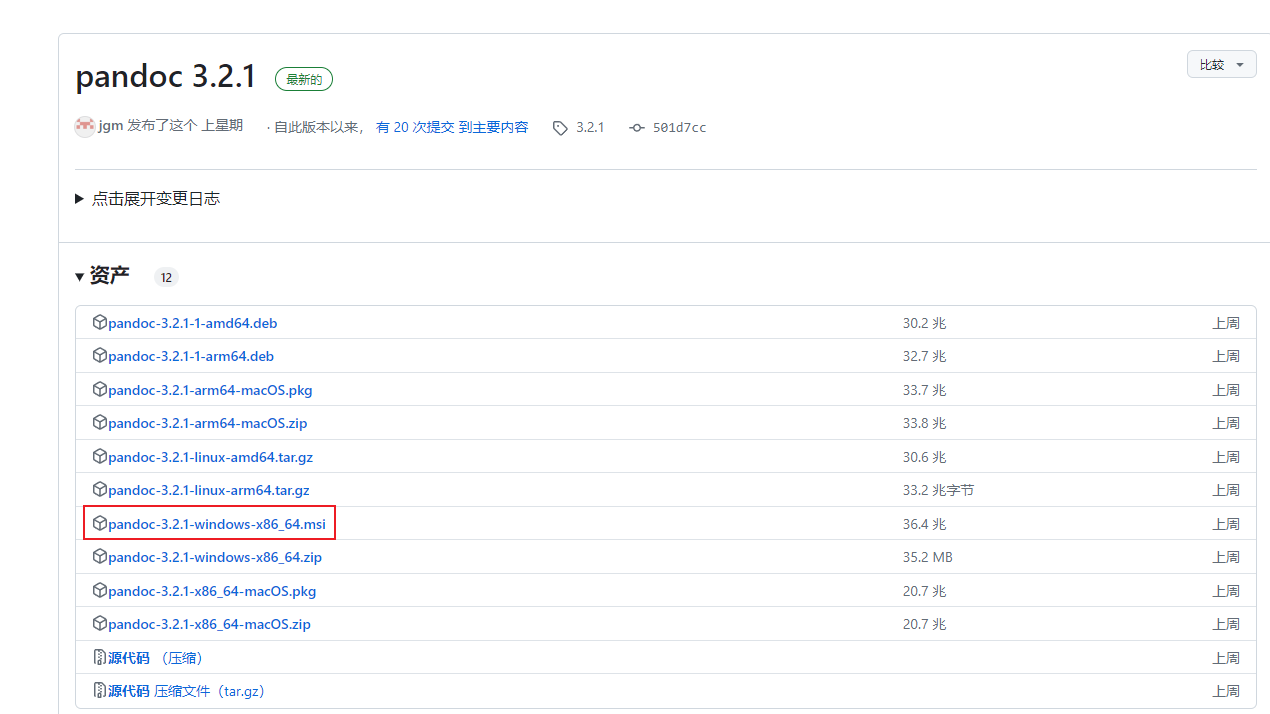 pandoc 3.2.1 最新的 比较
jgm 发布了这个 上星期 · 自此版本以来， 有 20 次提交 到主要内容 3.2.1 501d7cc
点击展开变更日志
资产 12
pandoc-3.2.1-1-amd64.deb 30.2 兆 上周
pandoc-3.2.1-1-arm64.deb 32.7 兆 上周
pandoc-3.2.1-arm64-macOS.pkg 33.7 兆 上周
pandoc-3.2.1-arm64-macOS.zip 33.8 兆 上周
pandoc-3.2.1-linux-amd64.tar.gz 30.6 兆 上周
pandoc-3.2.1-linux-arm64.tar.gz 33.2 兆字节 上周
pandoc-3.2.1-windows-x86_64.msi 36.4 兆 上周
pandoc-3.2.1-windows-x86_64.zip 35.2 MB 上周
pandoc-3.2.1-x86_64-macOS.pkg 20.7 兆 上周
pandoc-3.2.1-x86_64-macOS.zip 20.7 兆 上周
源代码 （压缩） 上周
源代码 压缩文件（tar.gz） 上周